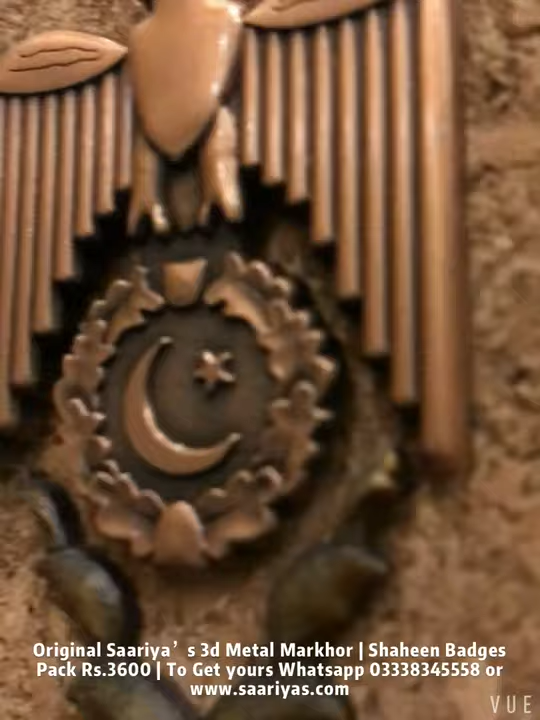 Original Saariya’s 3d Metal Markhor | Shaheen Badges
Pack Rs.3600 | To Get yours Whatsapp 03338345558 or
www.saariyas.com
VUE